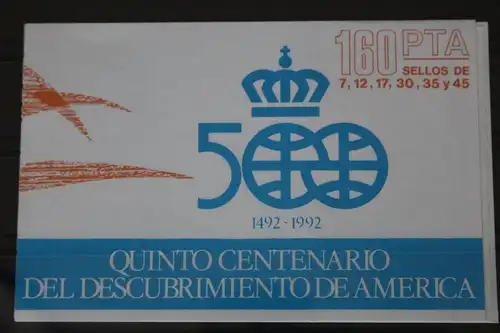 160 PTA
SELLOS DE
7, 12, 17, 30, 35 y 45
500
1492 - 1992
QUINTO CENTENARIO
DEL DESCUBRIMIENTO DE AMERICA